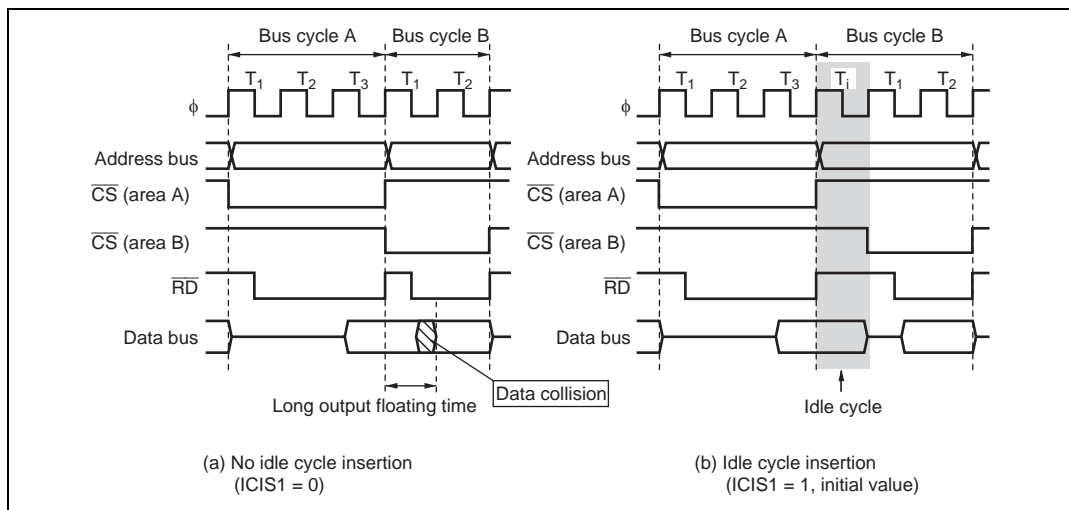 Bus cycle A Bus cycle B
T1 T2 T3 T1 T2
ϕ
Address bus
CS (area A)
CS (area B)
RD
Data bus
Data collision
Long output floating time
(a) No idle cycle insertion
(ICIS1 = 0)
Bus cycle A Bus cycle B
T1 T2 T3 Ti T1 T2
ϕ
Address bus
CS (area A)
CS (area B)
RD
Data bus
Idle cycle
(b) Idle cycle insertion
(ICIS1 = 1, initial value)